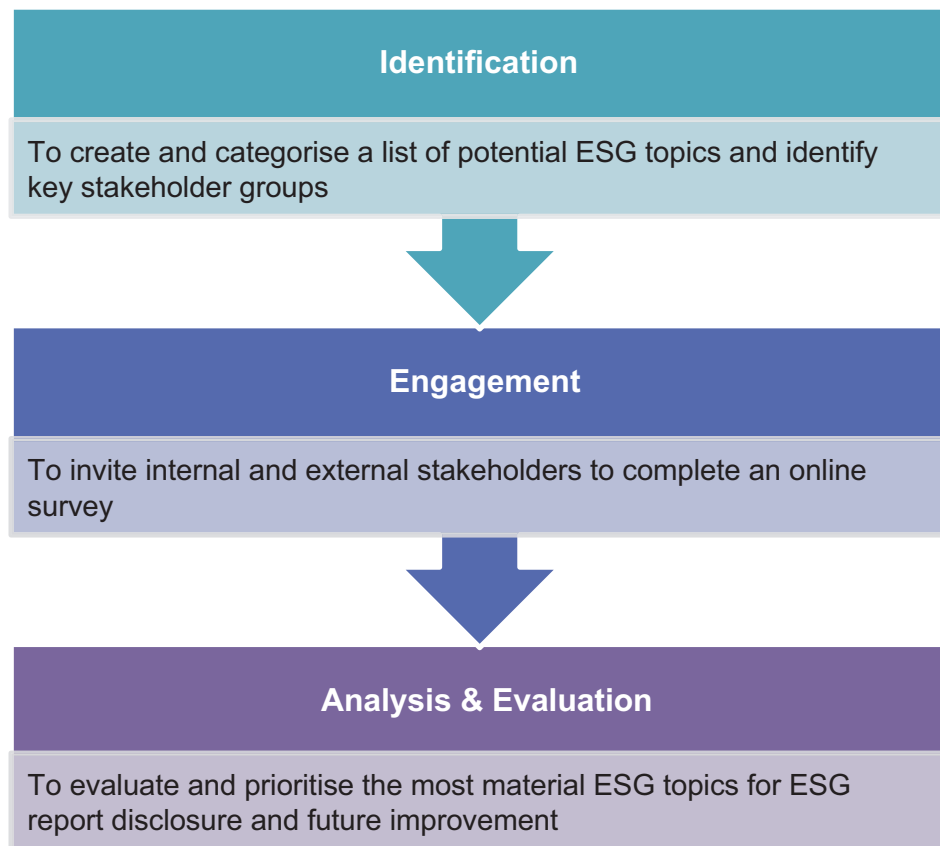 Identification
To create and categorise a list of potential ESG topics and identify
key stakeholder groups
Engagement
To invite internal and external stakeholders to complete an online
survey
Analysis & Evaluation
To evaluate and prioritise the most material ESG topics for ESG
report disclosure and future improvement